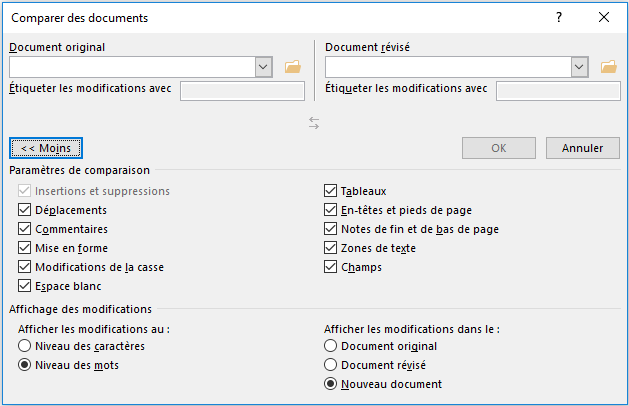 Comparer des documents
Document original
Document révisé
Étiqueter les modifications avec
Étiqueter les modifications avec
<< Moins
OK
Annuler
Paramètres de comparaison
Insertions et suppressions
Déplacements
Commentaires
Mise en forme
Modifications de la casse
Espace blanc
Tableaux
En-têtes et pieds de page
Notes de fin et de bas de page
Zones de texte
Champs
Affichage des modifications
Afficher les modifications au :
Niveau des caractères
Niveau des mots
Afficher les modifications dans le :
Document original
Document révisé
Nouveau document